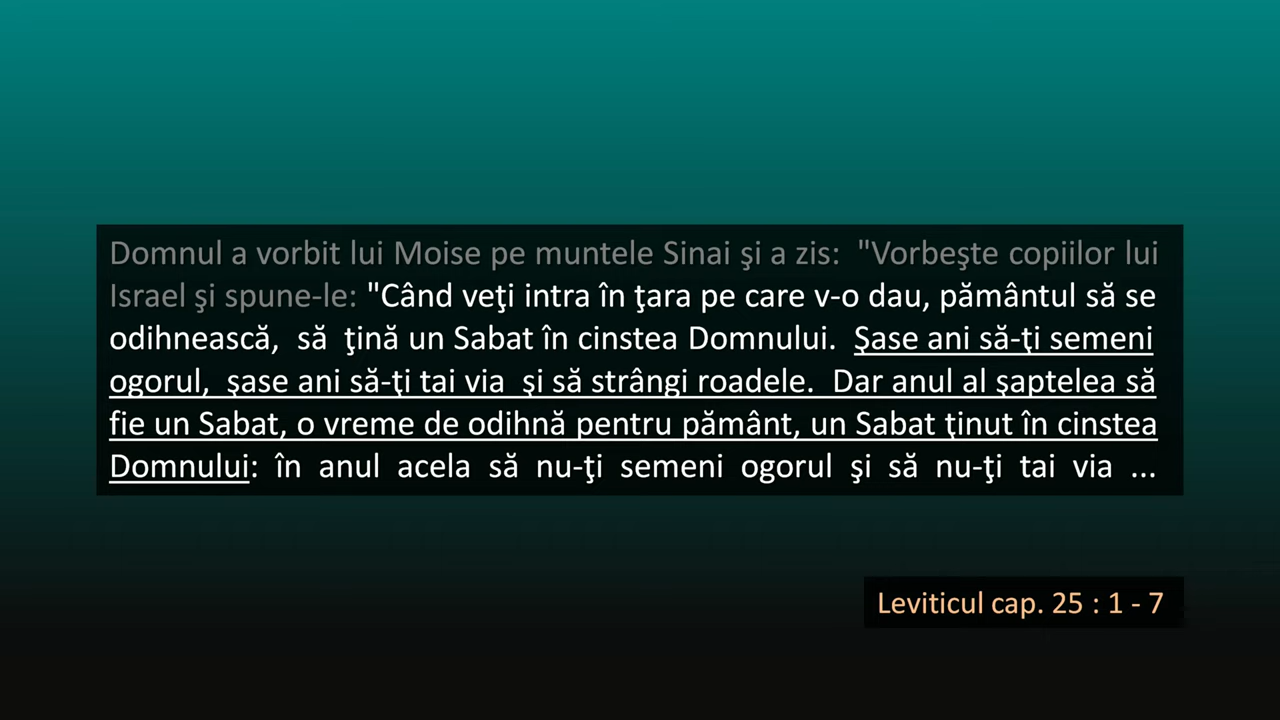 Domnul a vorbit lui Moise pe muntele Sinai şi a zis: "Vorbeşte copiilor lui
Israel şi spune-le: "Când veţi intra în ţara pe care v-o dau, pământul să se
odihnească, să ţină un Sabat în cinstea Domnului. Şase ani să-ţi semeni
ogorul, şase ani să-ţi tai via şi să strângi roadele. Dar anul al şaptelea să
fie un Sabat, o vreme de odihnă pentru pământ, un Sabat ţinut în cinstea
Domnului: în anul acela să nu-ţi semeni ogorul şi să nu-ţi tai via ...
Leviticul cap. 25 : 1 - 7